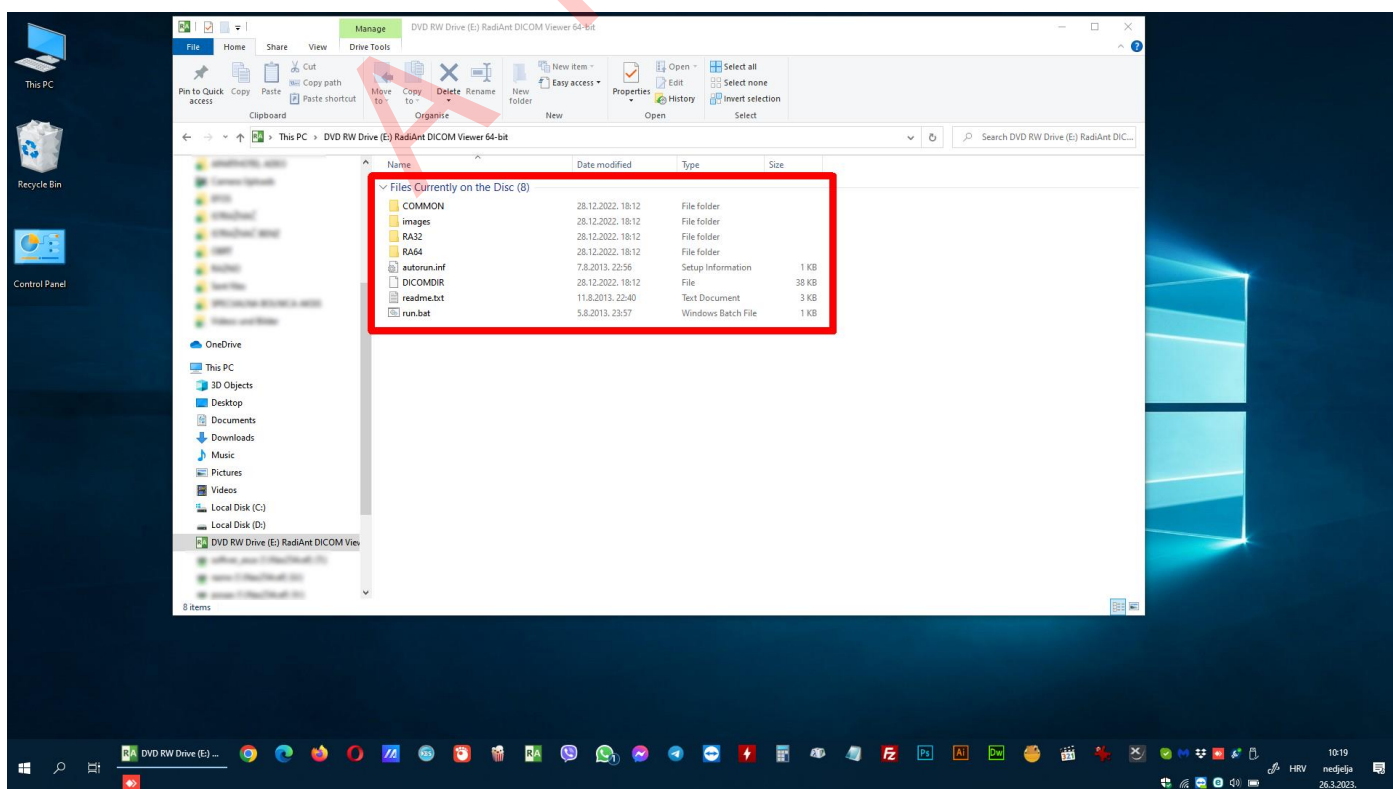 Manage
DVD RW Drive (E:) RadiAnt DICOM Viewer 64-bit
File Home Share View Drive Tools
Pin to Quick access
Copy
Paste
Cut
Copy path
Paste shortcut
Clipboard
Move to
Copy to
Delete
Rename
Organise
New folder
New item
Easy access
New
Properties
Open
Edit
History
Open
Select all
Select none
Invert selection
Select
This PC > DVD RW Drive (E:) RadiAnt DICOM Viewer 64-bit
Search DVD RW Drive (E:) RadiAnt DIC...
Name Date modified Type Size
Files Currently on the Disc (8)
COMMON 28.12.2022. 18:12 File folder
images 28.12.2022. 18:12 File folder
RA32 28.12.2022. 18:12 File folder
RA64 28.12.2022. 18:12 File folder
autorun.inf 7.8.2013. 22:56 Setup Information 1 KB
DICOMDIR 28.12.2022. 18:12 File 38 KB
readme.txt 11.8.2013. 22:40 Text Document 3 KB
run.bat 5.8.2013. 23:57 Windows Batch File 1 KB
OneDrive
This PC
3D Objects
Desktop
Documents
Downloads
Music
Pictures
Videos
Local Disk (C:)
Local Disk (D:)
DVD RW Drive (E:) RadiAnt DICOM View
8 items
This PC
Recycle Bin
Control Panel
RA DVD RW Drive (E:) ...
RA
Fz
Ps
Ai
Dw
HRV
10:19
nedjelja
26.3.2023.